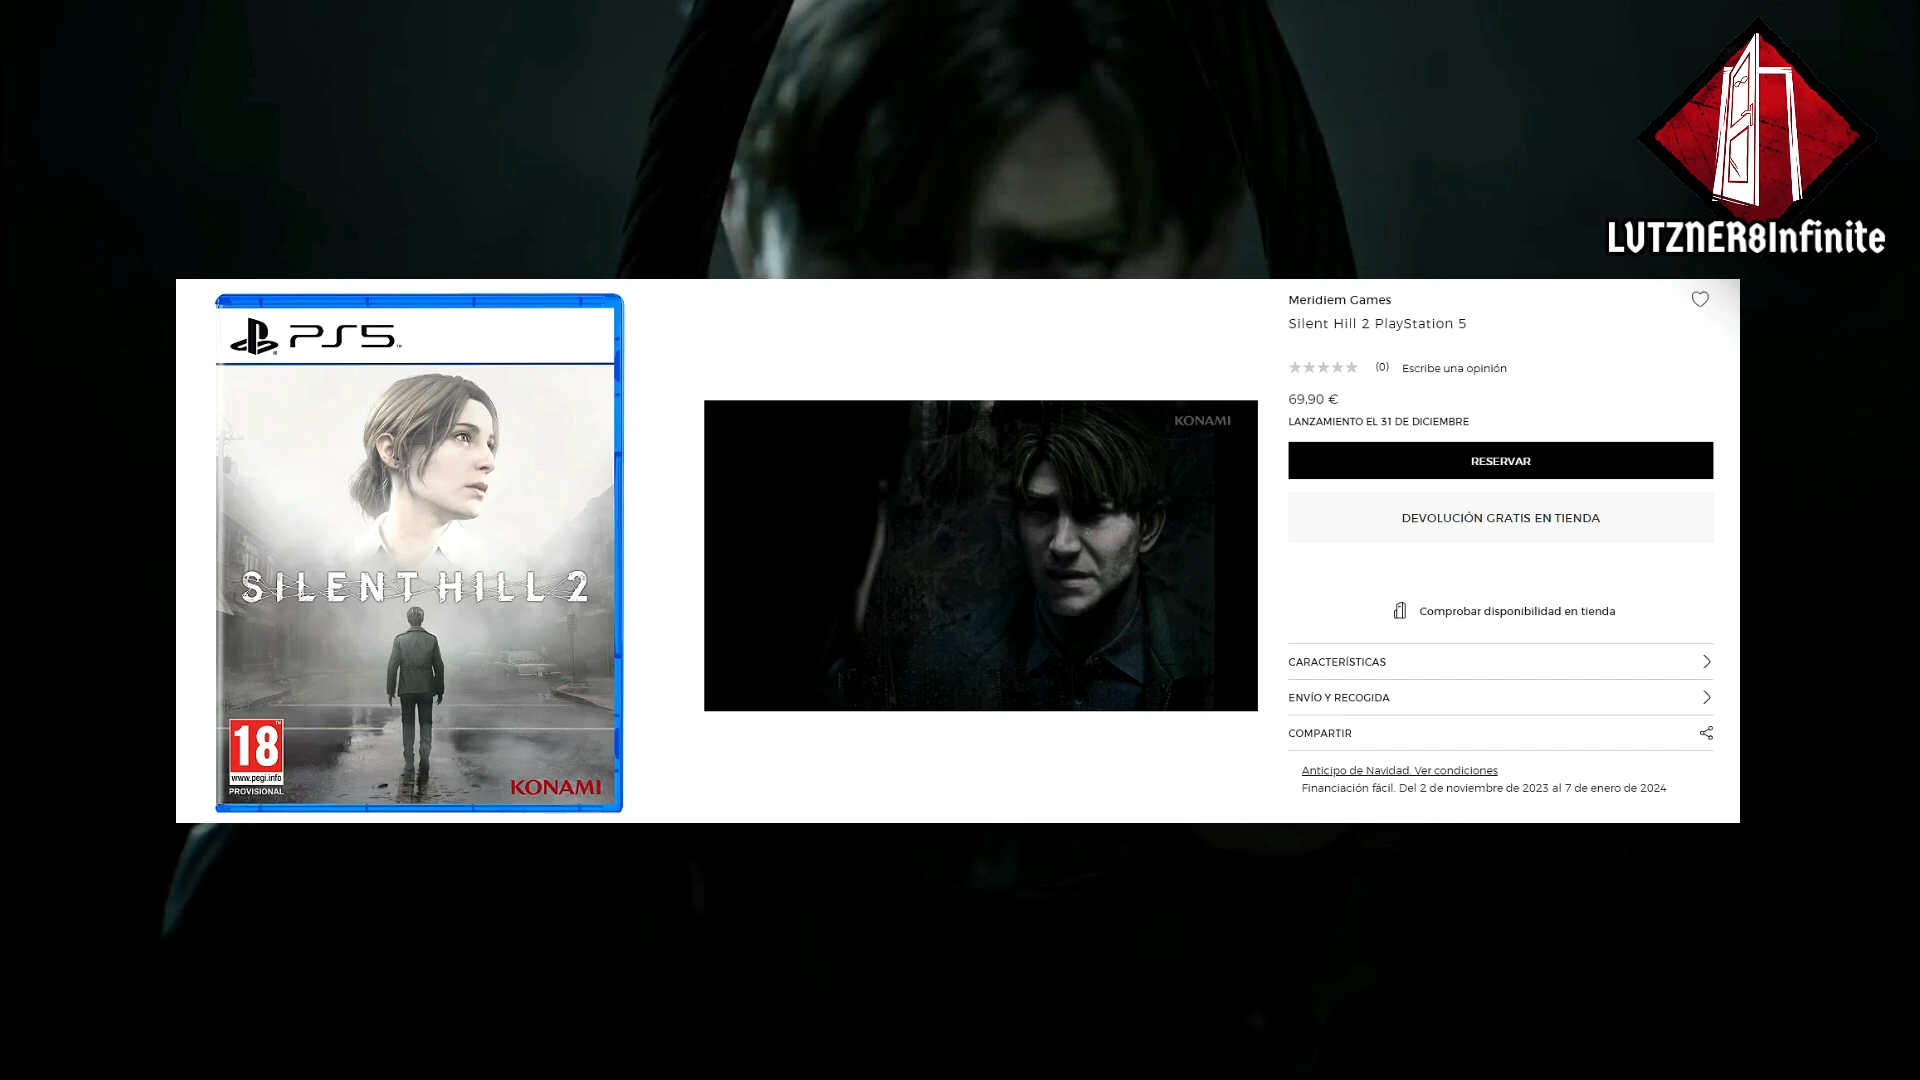 LUTZNER8Infinite
PS5
SILENT HILL 2
18
www.pegi.info
PROVISIONAL
KONAMI
KONAMI
Meridiem Games
Silent Hill 2 PlayStation 5
(0) Escribe una opinión
69,90 €
LANZAMIENTO EL 31 DE DICIEMBRE
RESERVAR
DEVOLUCIÓN GRATIS EN TIENDA
Comprobar disponibilidad en tienda
CARACTERÍSTICAS
ENVÍO Y RECOGIDA
COMPARTIR
Anticipo de Navidad. Ver condiciones
Financiación fácil. Del 2 de noviembre de 2023 al 7 de enero de 2024